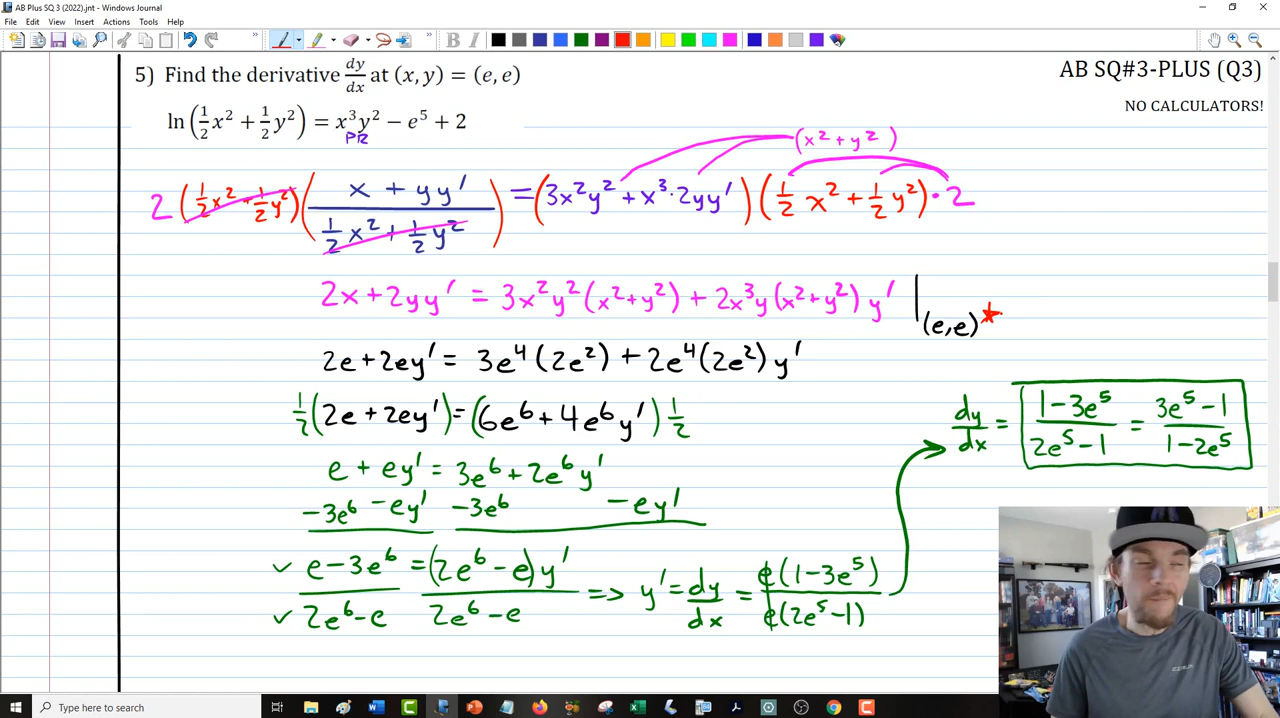 AB Plus SQ 3 (2022).jnt - Windows Journal
File Edit View Insert Actions Tools Help
B I
AB SQ#3-PLUS (Q3)
NO CALCULATORS!
5) Find the derivative dy/dx at (x, y) = (e, e)
ln(1/2 x² + 1/2 y²) = x³y² − e⁵ + 2
PR
(x² + y²)
2 (1/2 x² + 1/2 y²) ( (x + yy′) / (1/2 x² + 1/2 y²) ) = (3x²y² + x³·2yy′) (1/2 x² + 1/2 y²) · 2
2x + 2yy′ = 3x²y²(x² + y²) + 2x³y(x² + y²) y′ | (e,e) ★
2e + 2ey′ = 3e⁴(2e²) + 2e⁴(2e²) y′
1/2 (2e + 2ey′) = (6e⁶ + 4e⁶y′) 1/2
e + ey′ = 3e⁶ + 2e⁶y′
−3e⁶ − ey′ −3e⁶ − ey′
✓ e − 3e⁶ = (2e⁶ − e) y′
✓ 2e⁶ − e 2e⁶ − e => y′ = dy/dx = e(1 − 3e⁵) / e(2e⁵ − 1)
dy/dx = (1 − 3e⁵)/(2e⁵ − 1) = (3e⁵ − 1)/(1 − 2e⁵)
Type here to search